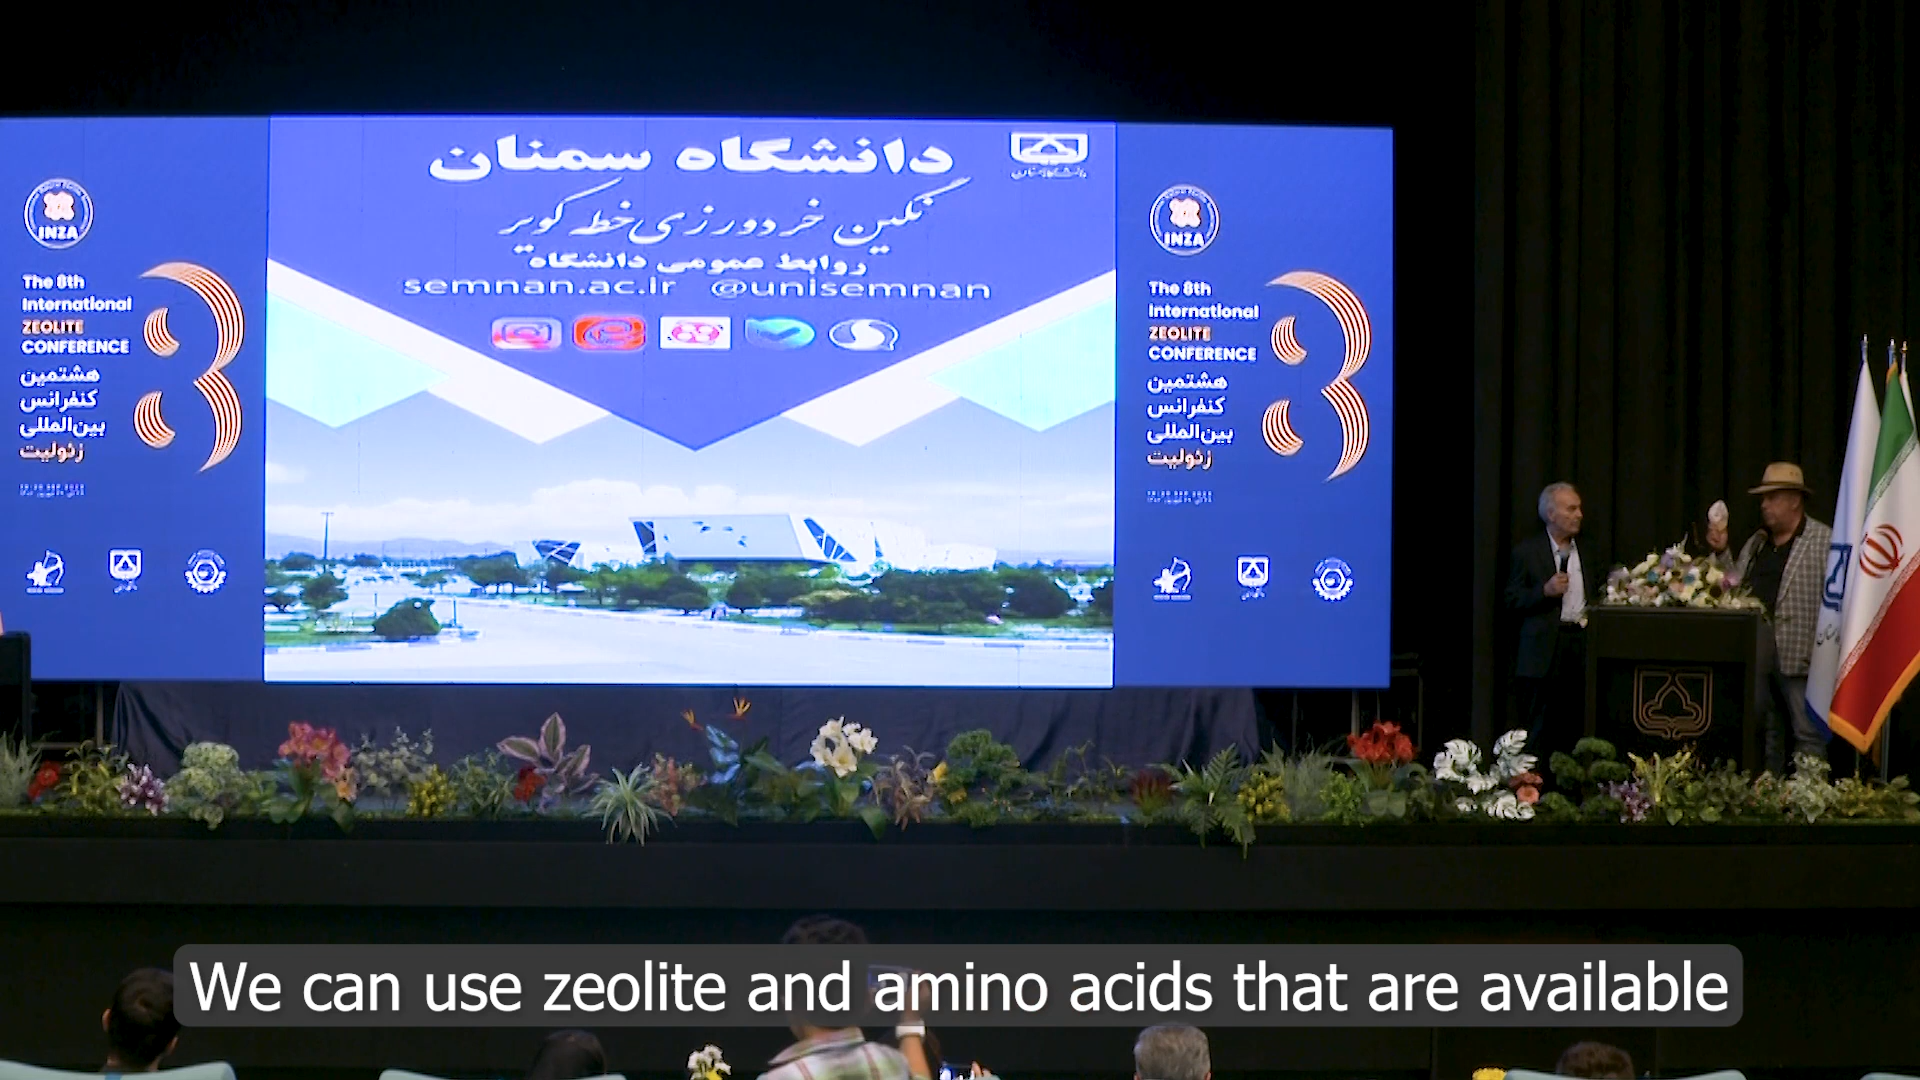 دانشگاه سمنان
نگین خردورزی خطه کویر
روابط عمومی دانشگاه
semnan.ac.ir @unisemnan
INZA
The 8th
International
ZEOLITE
CONFERENCE
هشتمین
کنفرانس
بین‌المللی
زئولیت
INZA
The 8th
International
ZEOLITE
CONFERENCE
هشتمین
کنفرانس
بین‌المللی
زئولیت
We can use zeolite and amino acids that are available